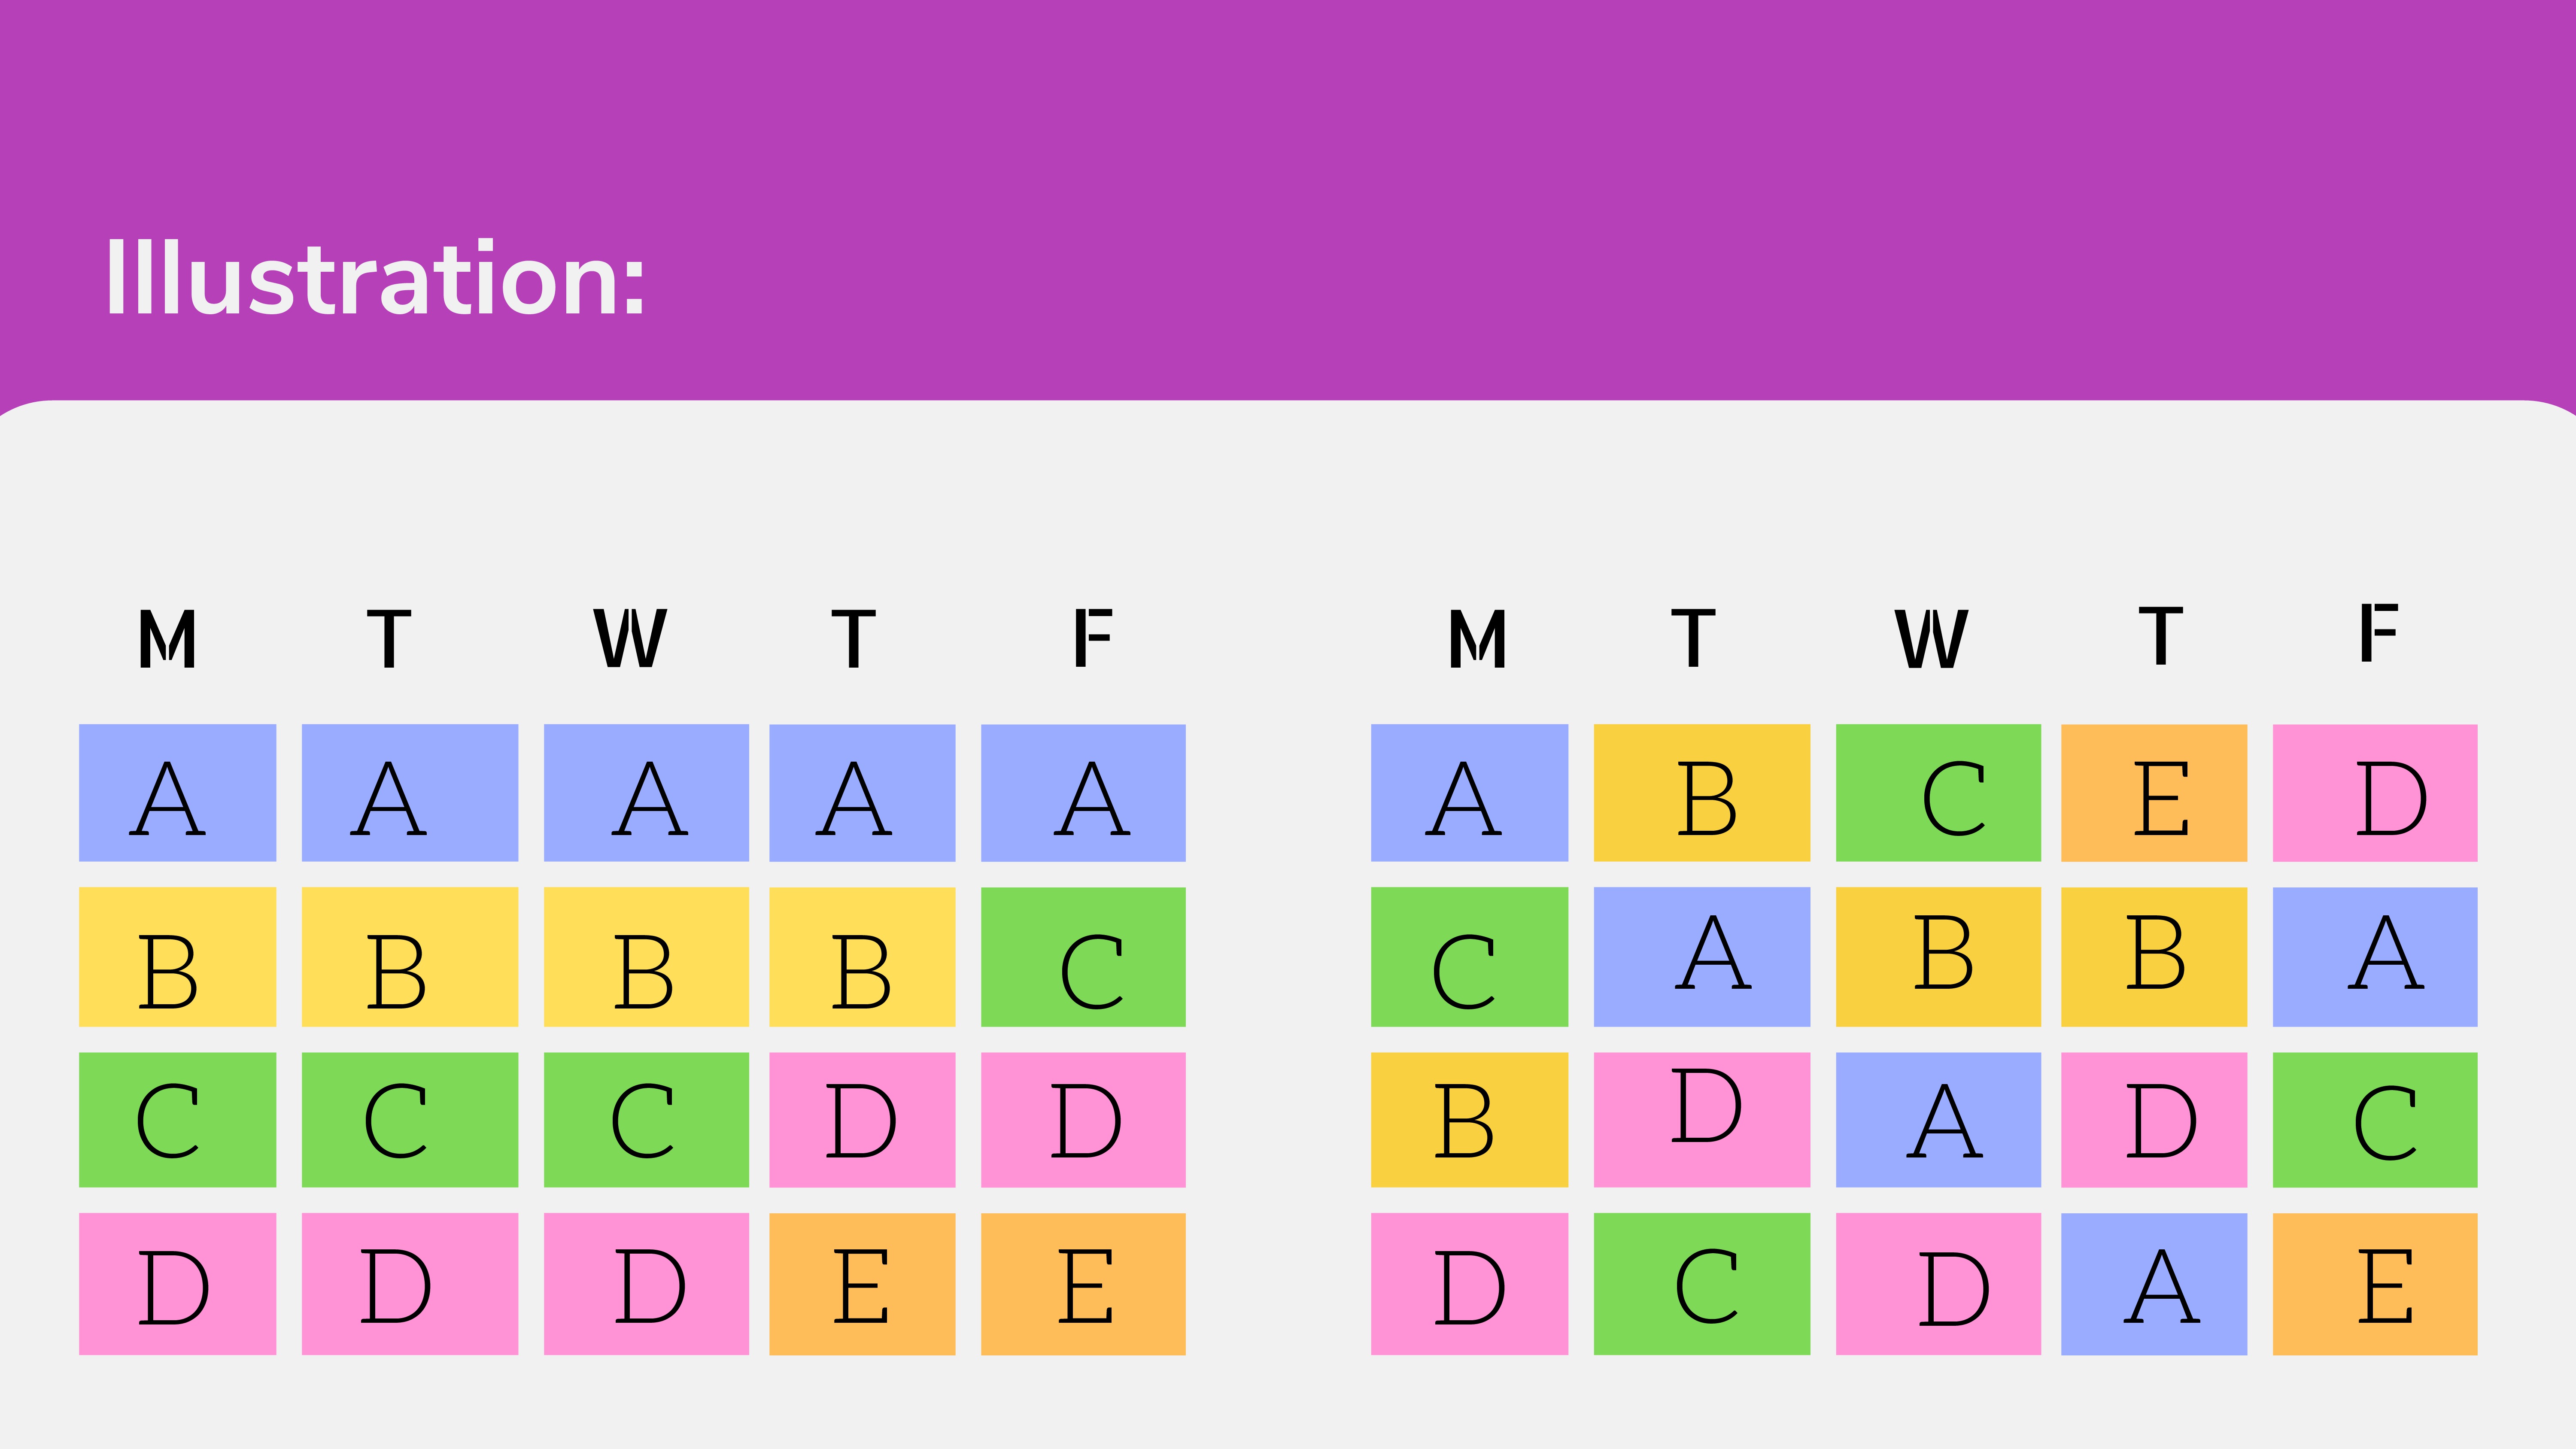 Illustration:
M T W T F M T W T F
A A A A A A B C E D
B B B B C C A B B A
C C C D D B D A D C
D D D E E D C D A E